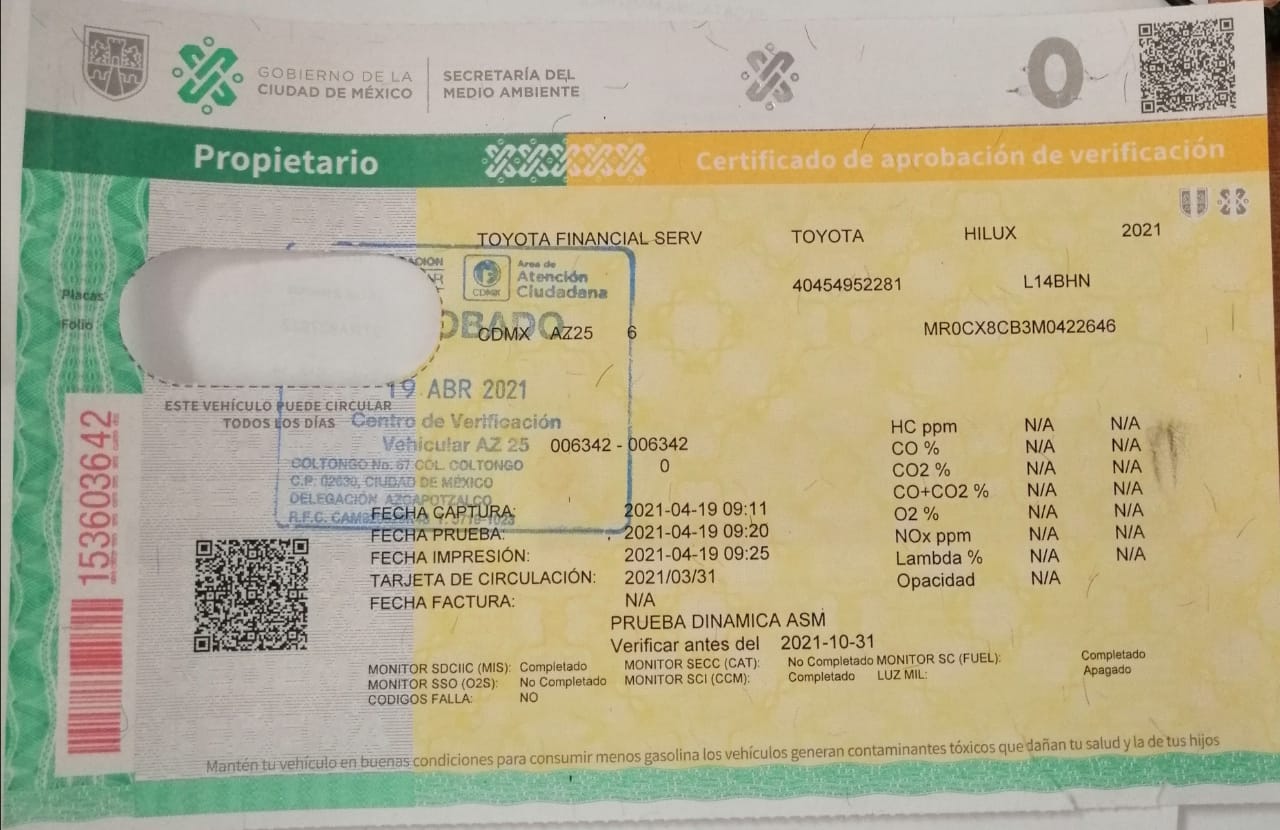 GOBIERNO DE LA
CIUDAD DE MÉXICO
SECRETARÍA DEL
MEDIO AMBIENTE
0
Propietario
Certificado de aprobación de verificación
TOYOTA FINANCIAL SERV TOYOTA HILUX 2021
40454952281 L14BHN
Área de
Atención
Ciudadana
CDMX
Placas
Folio
OBADO
CDMX AZ25 6 MR0CX8CB3M0422646
19 ABR 2021
ESTE VEHÍCULO PUEDE CIRCULAR
TODOS LOS DÍAS
Centro de Verificación
Vehicular AZ 25
006342 - 006342
0
COLTONGO No. 67 COL. COLTONGO
C.P. 02630, CIUDAD DE MÉXICO
DELEGACIÓN AZCAPOTZALCO
153603642
HC ppm N/A N/A
CO % N/A N/A
CO2 % N/A N/A
CO+CO2 % N/A N/A
O2 % N/A N/A
NOx ppm N/A N/A
Lambda % N/A N/A
Opacidad N/A
FECHA CAPTURA: 2021-04-19 09:11
FECHA PRUEBA: 2021-04-19 09:20
FECHA IMPRESIÓN: 2021-04-19 09:25
TARJETA DE CIRCULACIÓN: 2021/03/31
FECHA FACTURA: N/A
PRUEBA DINAMICA ASM
Verificar antes del 2021-10-31
MONITOR SDCIIC (MIS): Completado MONITOR SECC (CAT): No Completado MONITOR SC (FUEL): Completado
MONITOR SSO (O2S): No Completado MONITOR SCI (CCM): Completado LUZ MIL: Apagado
CODIGOS FALLA: NO
Mantén tu vehículo en buenas condiciones para consumir menos gasolina los vehículos generan contaminantes tóxicos que dañan tu salud y la de tus hijos